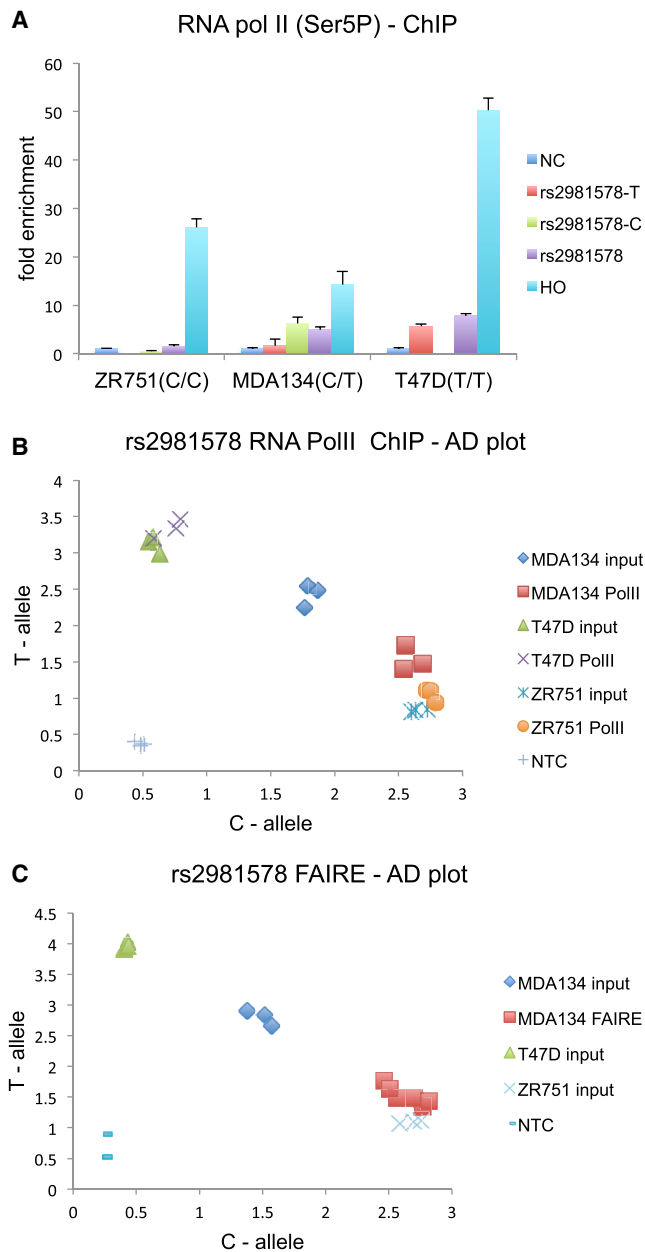 A
RNA pol II (Ser5P) - ChIP
fold enrichment
60
50
40
30
20
10
0
ZR751(C/C)
MDA134(C/T)
T47D(T/T)
NC
rs2981578-T
rs2981578-C
rs2981578
HO
B
rs2981578 RNA PolII ChIP - AD plot
T - allele
4
3.5
3
2.5
2
1.5
1
0.5
0
0
0.5
1
1.5
2
2.5
3
C - allele
MDA134 input
MDA134 PolII
T47D input
T47D PolII
ZR751 input
ZR751 PolII
NTC
C
rs2981578 FAIRE - AD plot
T - allele
4.5
4
3.5
3
2.5
2
1.5
1
0.5
0
0
0.5
1
1.5
2
2.5
3
C - allele
MDA134 input
MDA134 FAIRE
T47D input
ZR751 input
NTC